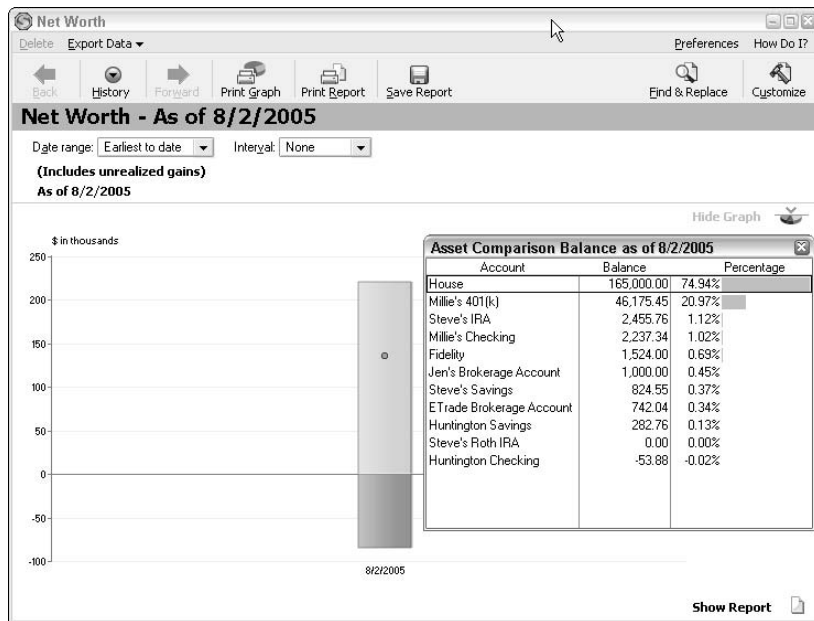 Net Worth
Delete Export Data Preferences How Do I?
Back History Forward Print Graph Print Report Save Report Find & Replace Customize
Net Worth - As of 8/2/2005
Date range: Earliest to date Interval: None
(Includes unrealized gains)
As of 8/2/2005
Hide Graph
$ in thousands
Asset Comparison Balance as of 8/2/2005
Account Balance Percentage
House 165,000.00 74.94%
Millie's 401(k) 46,175.45 20.97%
Steve's IRA 2,455.76 1.12%
Millie's Checking 2,237.34 1.02%
Fidelity 1,524.00 0.69%
Jen's Brokerage Account 1,000.00 0.45%
Steve's Savings 824.55 0.37%
ETrade Brokerage Account 742.04 0.34%
Huntington Savings 282.76 0.13%
Steve's Roth IRA 0.00 0.00%
Huntington Checking -53.88 -0.02%
250
200
150
100
50
0
-50
-100
8/2/2005
Show Report